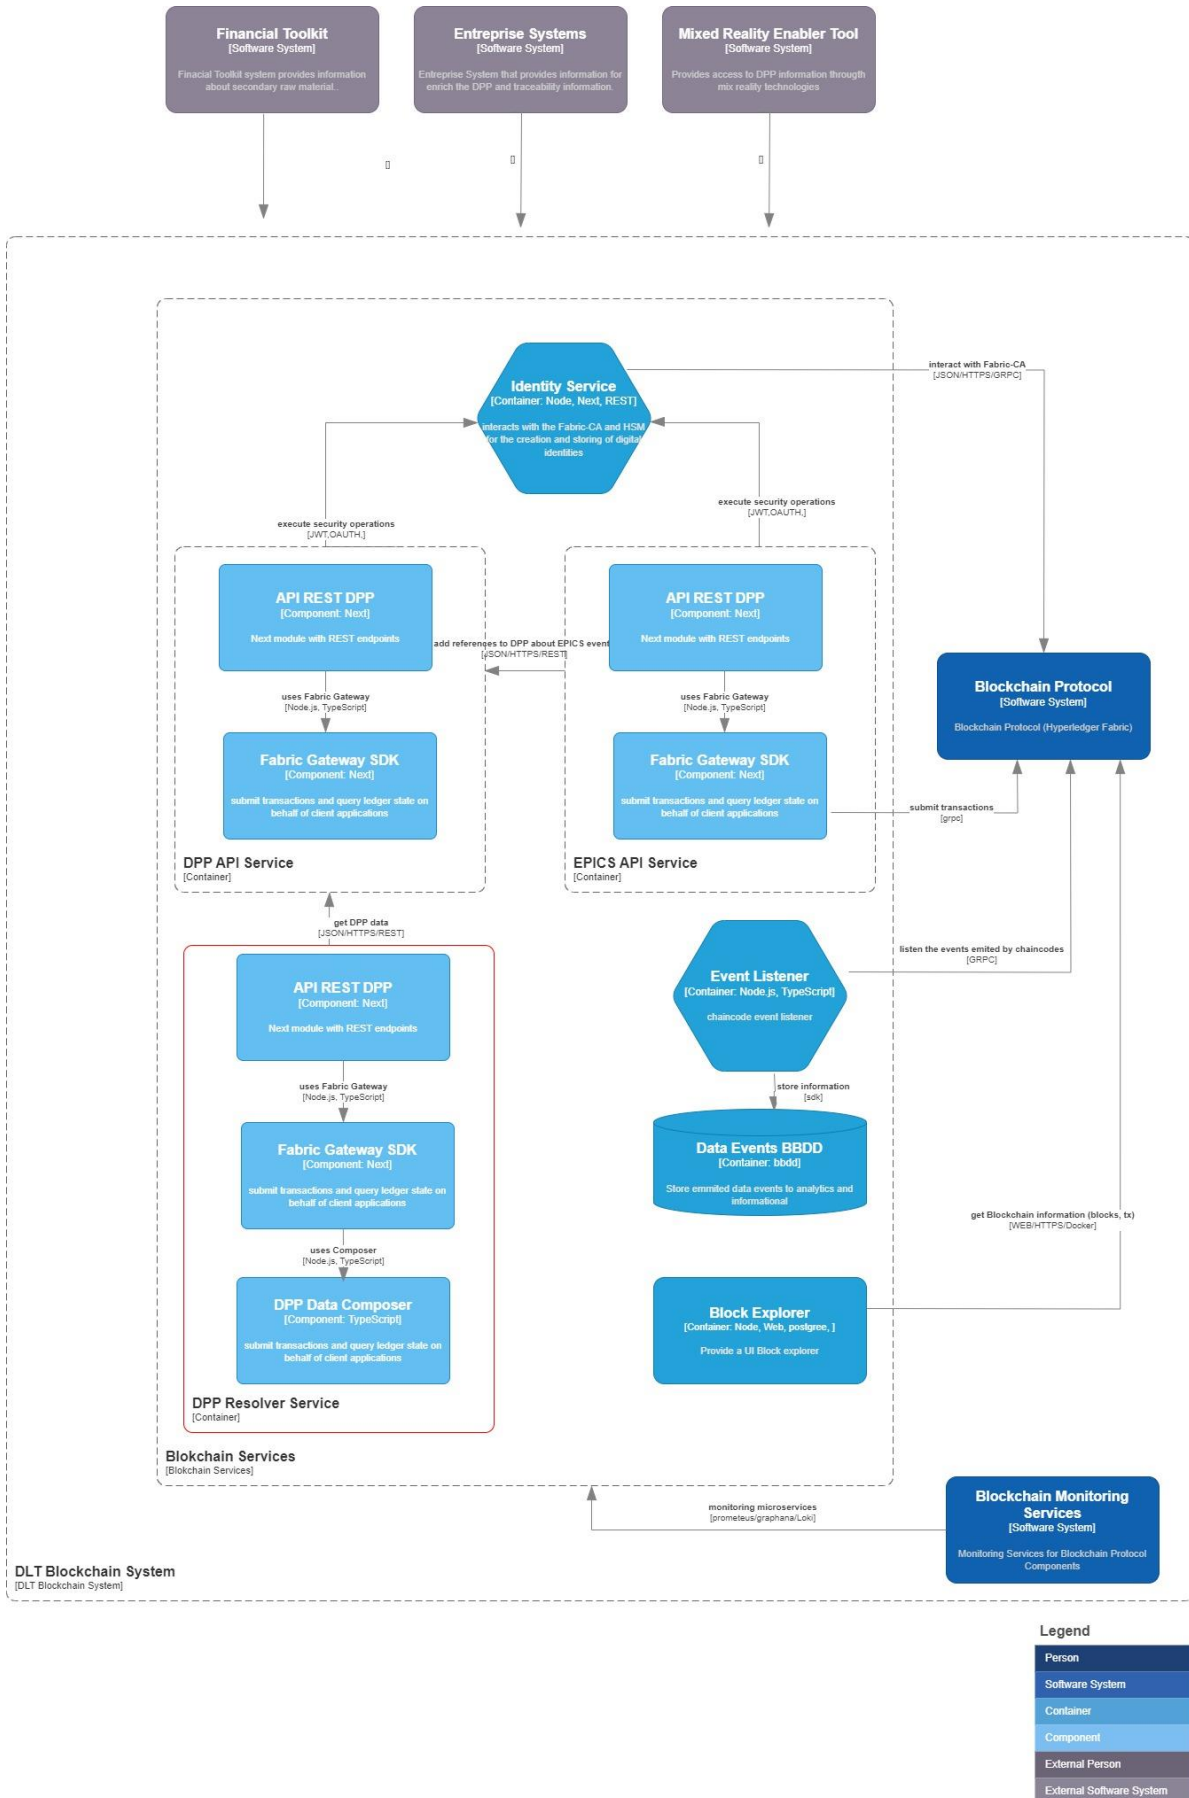 Financial Toolkit
[Software System]
Finacial Toolkit system provides information
about secondary raw material..
Entreprise Systems
[Software System]
Entreprise System that provides information for
enrich the DPP and traceability information.
Mixed Reality Enabler Tool
[Software System]
Provides access to DPP information througth
mix reality technologies
Identity Service
[Container: Node, Next, REST]
interacts with the Fabric-CA and HSM
for the creation and storing of digital
identities
interact with Fabric-CA
[JSON/HTTPS/GRPC]
execute security operations
[JWT,OAUTH,]
execute security operations
[JWT,OAUTH,]
API REST DPP
[Component: Next]
Next module with REST endpoints
uses Fabric Gateway
[Node.js, TypeScript]
Fabric Gateway SDK
[Component: Next]
submit transactions and query ledger state on
behalf of client applications
DPP API Service
[Container]
add references to DPP about EPICS event
[JSON/HTTPS/REST]
API REST DPP
[Component: Next]
Next module with REST endpoints
uses Fabric Gateway
[Node.js, TypeScript]
Fabric Gateway SDK
[Component: Next]
submit transactions and query ledger state on
behalf of client applications
EPICS API Service
[Container]
Blockchain Protocol
[Software System]
Blockchain Protocol (Hyperledger Fabric)
submit transactions
[grpc]
get DPP data
[JSON/HTTPS/REST]
API REST DPP
[Component: Next]
Next module with REST endpoints
uses Fabric Gateway
[Node.js, TypeScript]
Fabric Gateway SDK
[Component: Next]
submit transactions and query ledger state on
behalf of client applications
uses Composer
[Node.js, TypeScript]
DPP Data Composer
[Component: TypeScript]
submit transactions and query ledger state on
behalf of client applications
DPP Resolver Service
[Container]
Event Listener
[Container: Node.js, TypeScript]
chaincode event listener
listen the events emited by chaincodes
[GRPC]
store information
[sdk]
Data Events BBDD
[Container: bbdd]
Store emmited data events to analytics and
informational
get Blockchain information (blocks, tx)
[WEB/HTTPS/Docker]
Block Explorer
[Container: Node, Web, postgree, ]
Provide a UI Block explorer
Blokchain Services
[Blokchain Services]
monitoring microservices
[prometeus/graphana/Loki]
Blockchain Monitoring
Services
[Software System]
Monitoring Services for Blockchain Protocol
Components
DLT Blockchain System
[DLT Blockchain System]
Legend
Person
Software System
Container
Component
External Person
External Software System